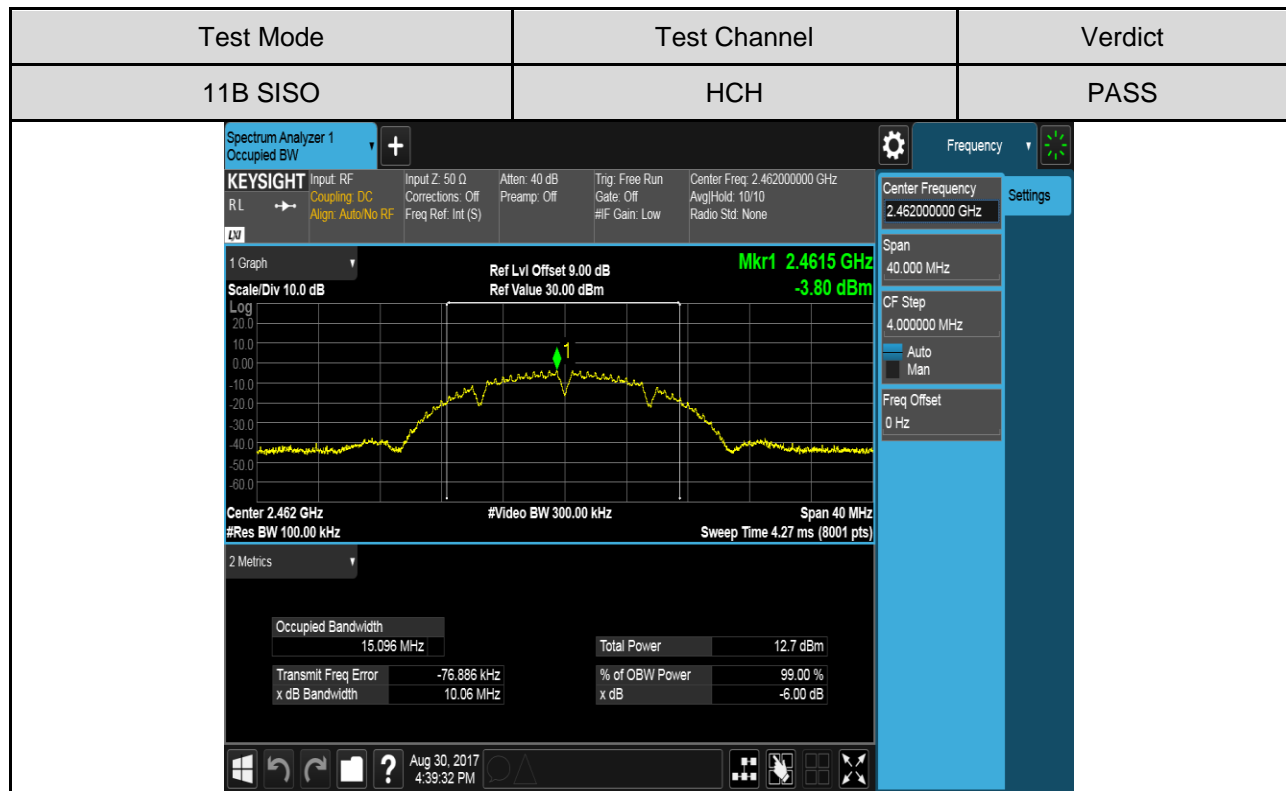 Test Mode Test Channel Verdict
11B SISO HCH PASS
Spectrum Analyzer 1
Occupied BW
+
Frequency
KEYSIGHT
RL
LXI
Input: RF
Coupling: DC
Align: Auto/No RF
Input Z: 50 Ω
Corrections: Off
Freq Ref: Int (S)
Atten: 40 dB
Preamp: Off
Trig: Free Run
Gate: Off
#IF Gain: Low
Center Freq: 2.462000000 GHz
Avg|Hold: 10/10
Radio Std: None
Center Frequency
2.462000000 GHz
Settings
Span
40.000 MHz
CF Step
4.000000 MHz
Auto
Man
Freq Offset
0 Hz
1 Graph
Scale/Div 10.0 dB
Ref Lvl Offset 9.00 dB
Ref Value 30.00 dBm
Mkr1 2.4615 GHz
-3.80 dBm
Log
20.0
10.0
0.00
-10.0
-20.0
-30.0
-40.0
-50.0
-60.0
1
Center 2.462 GHz
#Res BW 100.00 kHz
#Video BW 300.00 kHz
Span 40 MHz
Sweep Time 4.27 ms (8001 pts)
2 Metrics
Occupied Bandwidth
15.096 MHz
Total Power 12.7 dBm
Transmit Freq Error -76.886 kHz
% of OBW Power 99.00 %
x dB Bandwidth 10.06 MHz
x dB -6.00 dB
?
Aug 30, 2017
4:39:32 PM